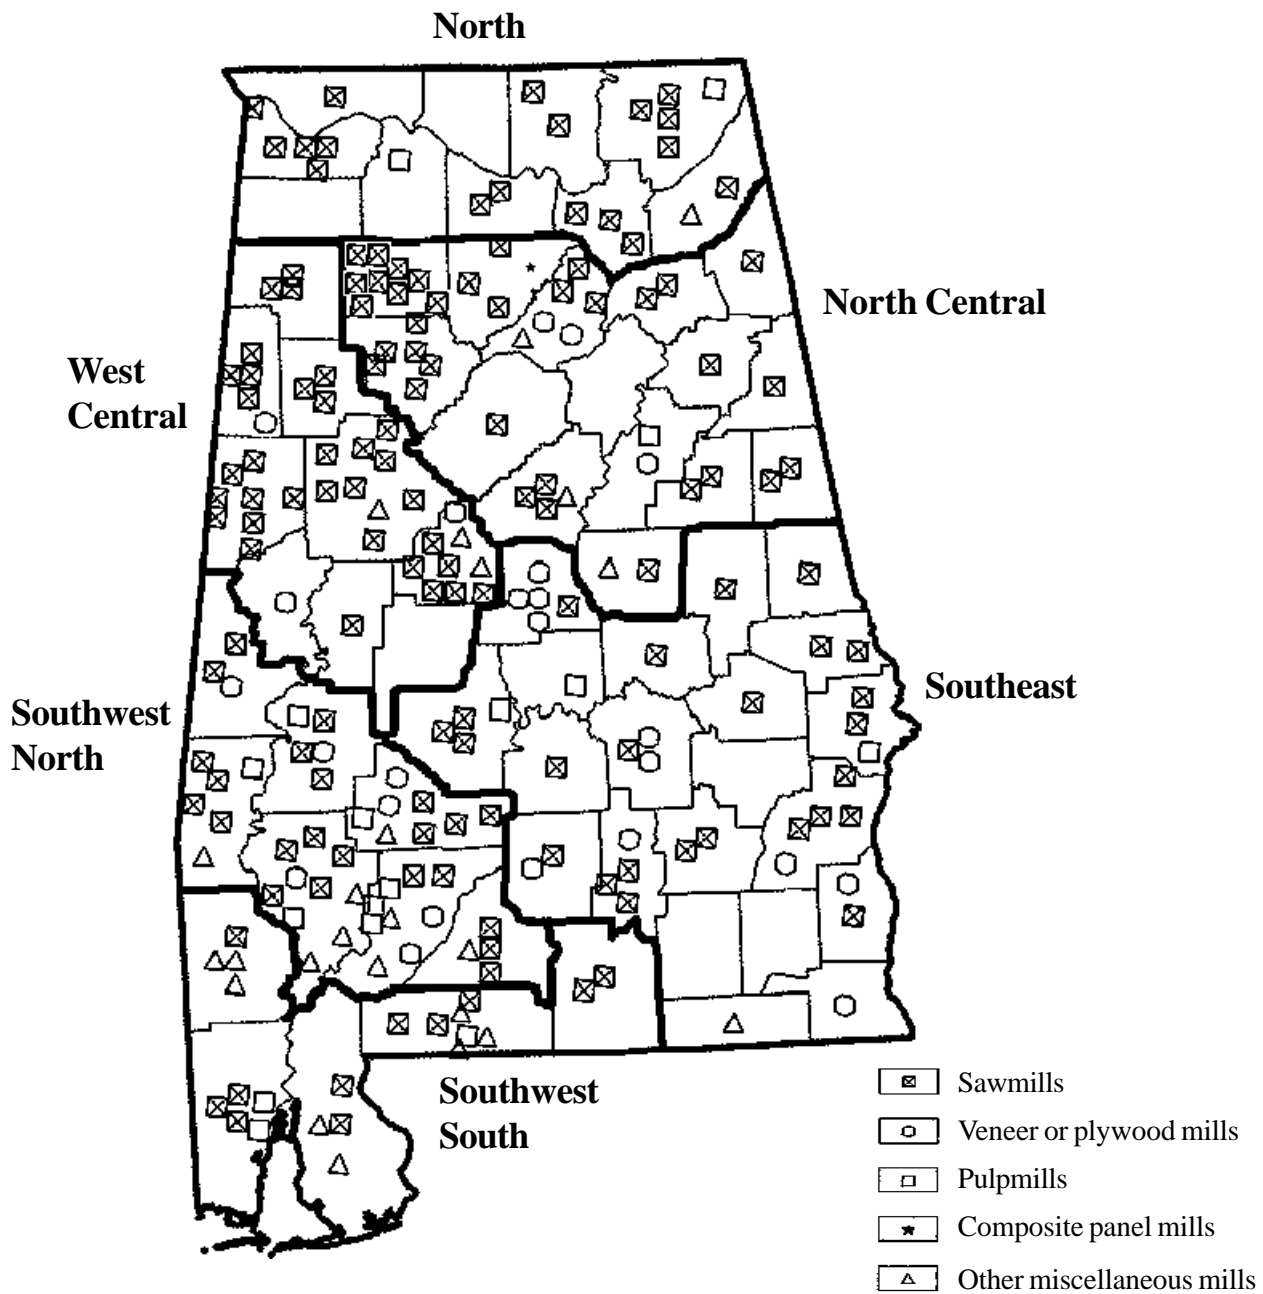 North
North Central
West
Central
Southeast
Southwest
North
Southwest
South
Sawmills
Veneer or plywood mills
Pulpmills
Composite panel mills
Other miscellaneous mills